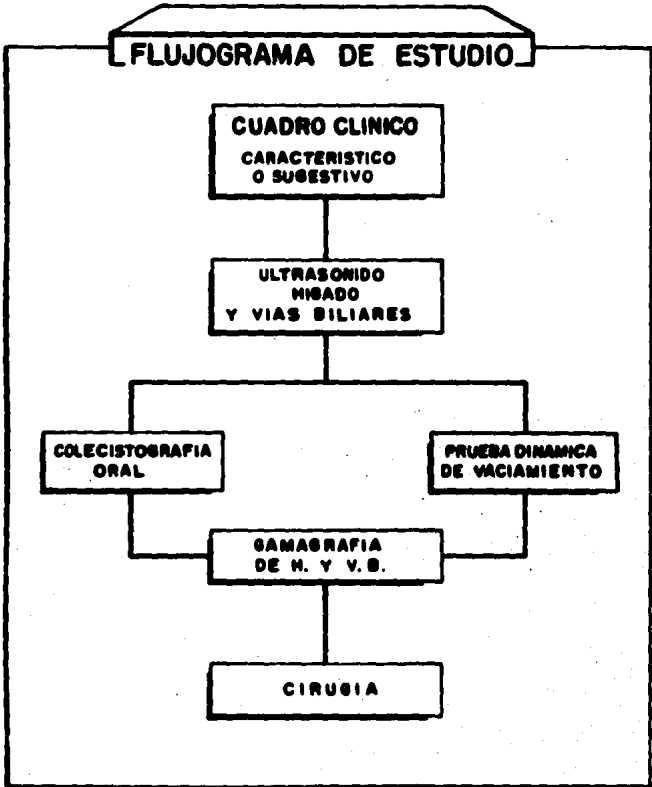 FLUJOGRAMA DE ESTUDIO
CUADRO CLINICO
CARACTERISTICO
O SUGESTIVO
ULTRASONIDO
HIGADO
Y VIAS BILIARES
COLECISTOGRAFIA
ORAL
PRUEBA DINAMICA
DE VACIAMIENTO
GAMAGRAFIA
DE H. Y V.B.
CIRUGIA